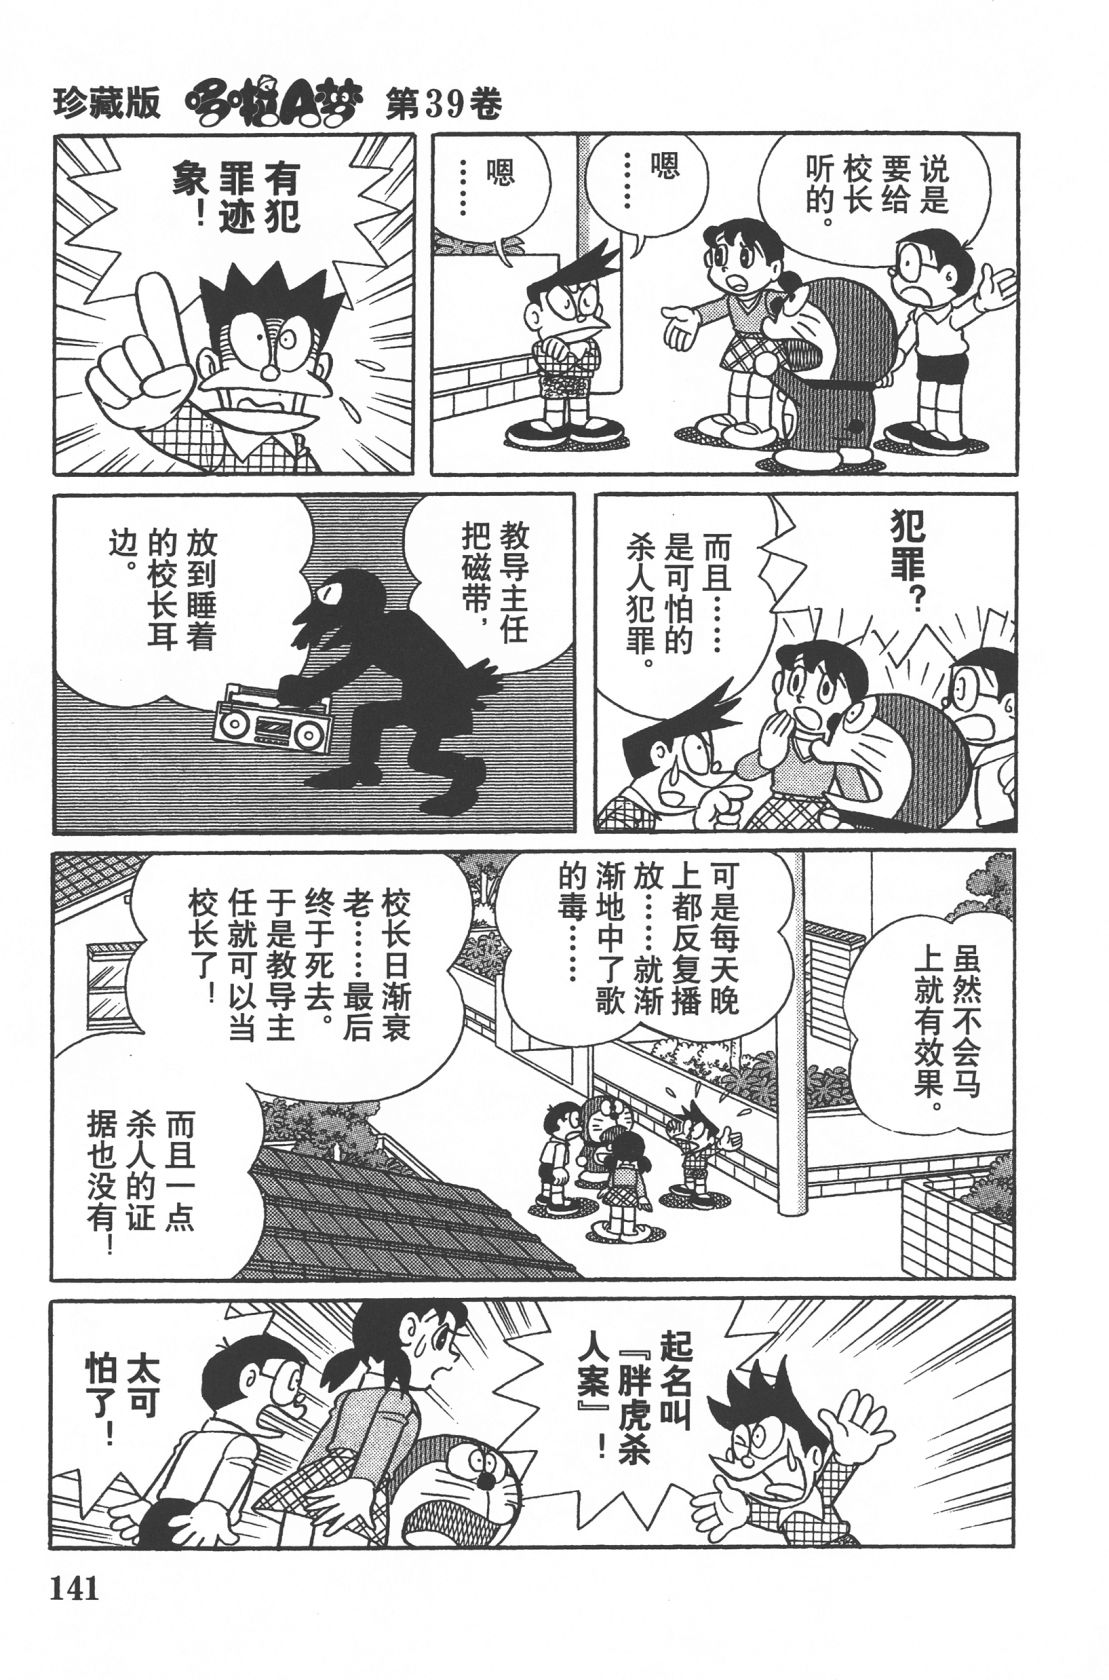 珍藏版 哆啦A梦 第39卷
说是
要给
校长
听的。
嗯
……
嗯
……
有犯
罪迹
象！
犯罪？
而且……
是可怕的
杀人犯罪。
教导主任
把磁带，
放到睡着
的校长耳
边。
虽然不会马
上就有效果。
可是每天晚
上都反复播
放……就渐
渐地中了歌
的毒……
校长日渐衰
老……最后
终于死去。
于是教导主
任就可以当
校长了！
而且一点
杀人的证
据也没有！
起名叫
『胖虎杀
人案』！
太可
怕了！
141